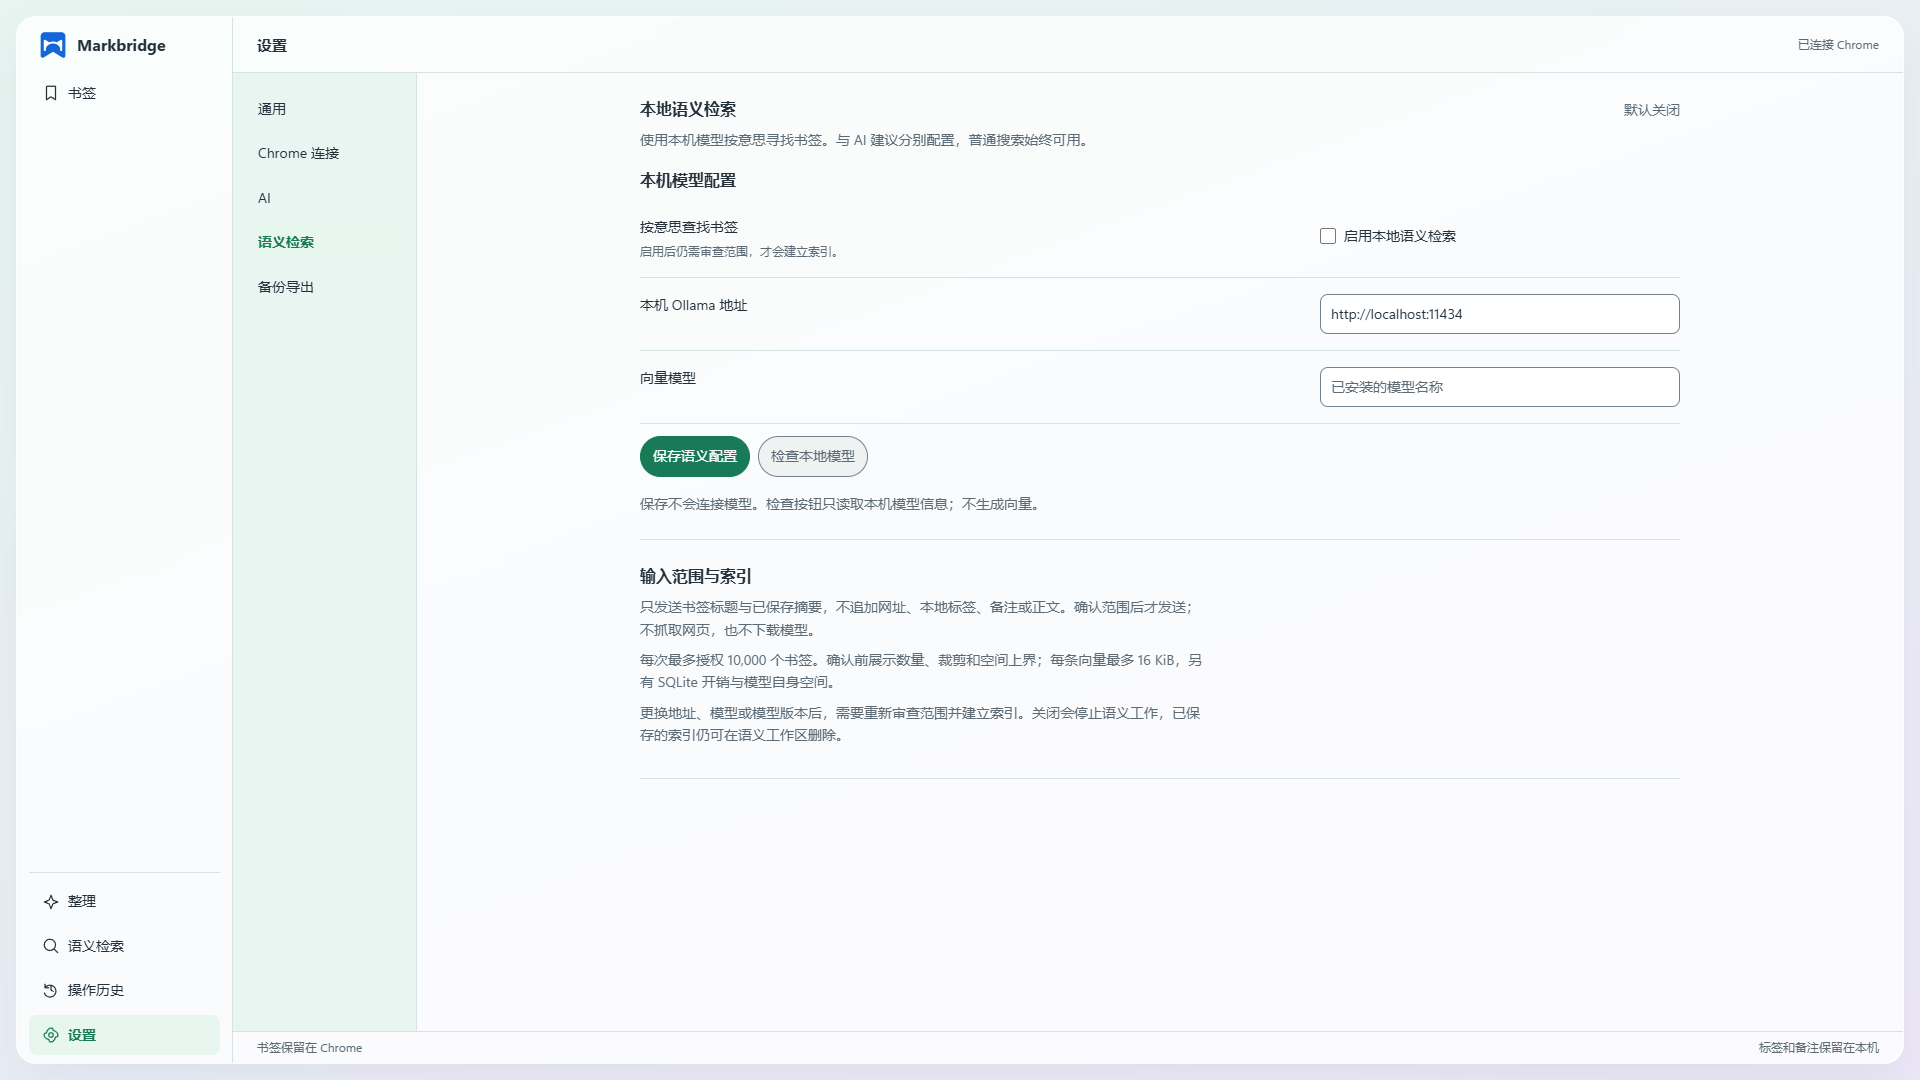 Markbridge
书签
整理
语义检索
操作历史
设置
设置
已连接 Chrome
通用
Chrome 连接
AI
语义检索
备份导出
本地语义检索
默认关闭
使用本机模型按意思寻找书签。与 AI 建议分别配置，普通搜索始终可用。
本机模型配置
按意思查找书签
启用后仍需审查范围，才会建立索引。
启用本地语义检索
本机 Ollama 地址
http://localhost:11434
向量模型
已安装的模型名称
保存语义配置
检查本地模型
保存不会连接模型。检查按钮只读取本机模型信息；不生成向量。
输入范围与索引
只发送书签标题与已保存摘要，不追加网址、本地标签、备注或正文。确认范围后才发送；
不抓取网页，也不下载模型。
每次最多授权 10,000 个书签。确认前展示数量、裁剪和空间上界；每条向量最多 16 KiB，另
有 SQLite 开销与模型自身空间。
更换地址、模型或模型版本后，需要重新审查范围并建立索引。关闭会停止语义工作，已保
存的索引仍可在语义工作区删除。
书签保留在 Chrome
标签和备注保留在本机